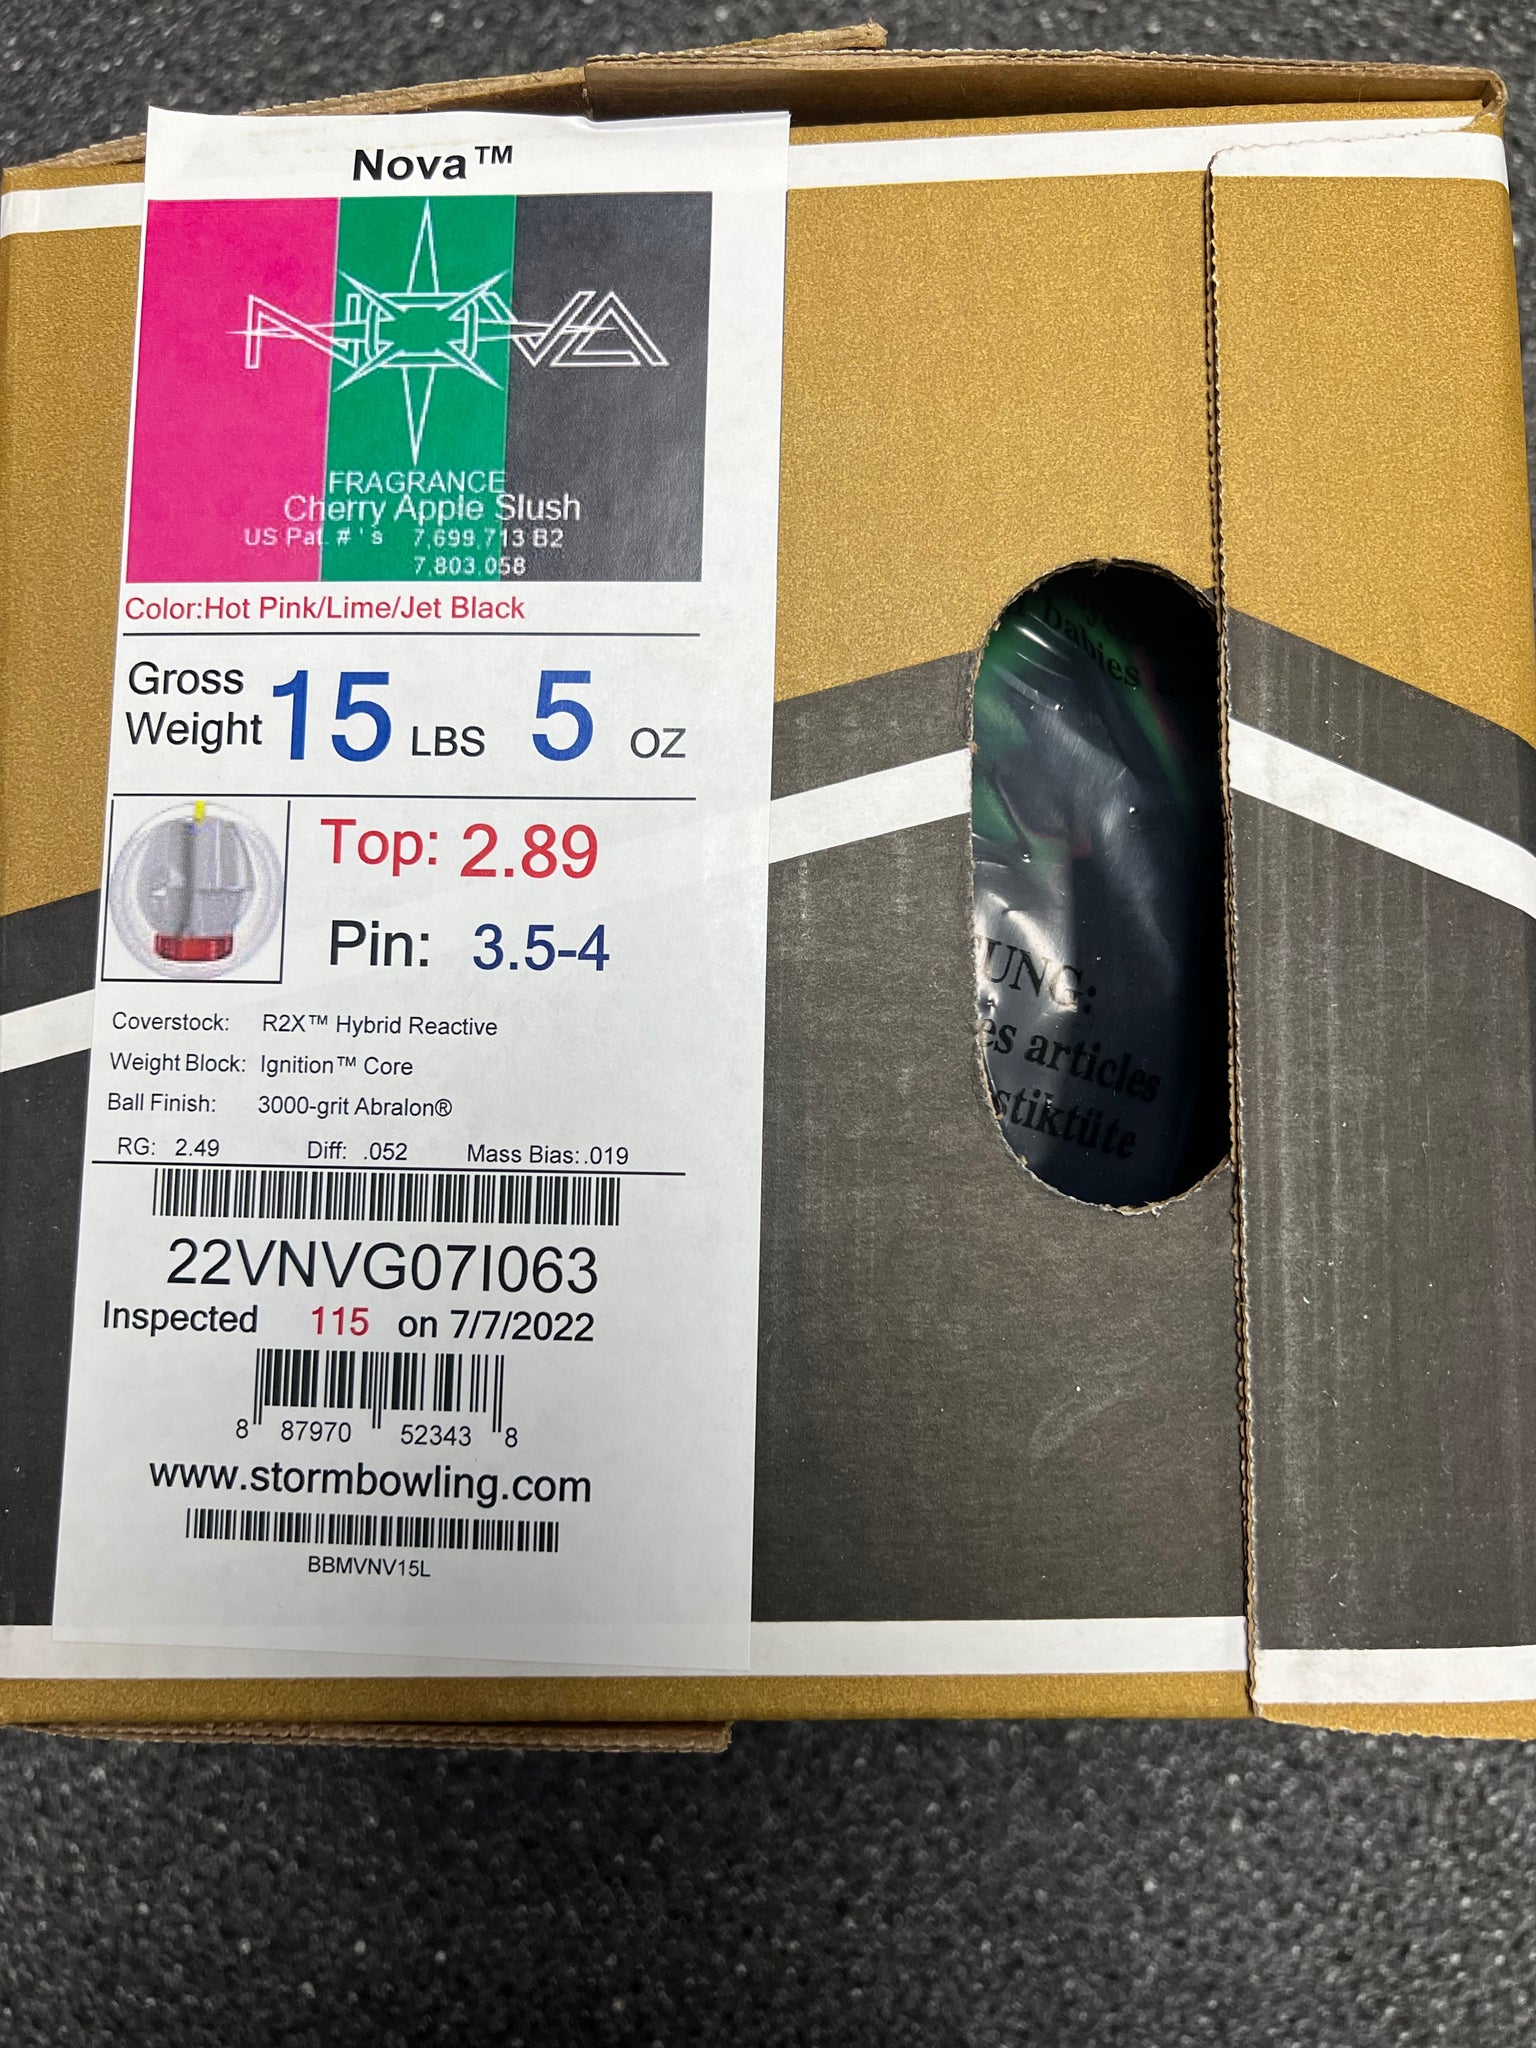 Nova™
NOVA
FRAGRANCE
Cherry Apple Slush
US Pat. #'s 7,699,713 B2
7,803,058
Color:Hot Pink/Lime/Jet Black
Gross Weight 15 LBS 5 OZ
Top: 2.89
Pin: 3.5-4
Coverstock: R2X™ Hybrid Reactive
Weight Block: Ignition™ Core
Ball Finish: 3000-grit Abralon®
RG: 2.49 Diff: .052 Mass Bias:.019
22VNVG07I063
Inspected 115 on 7/7/2022
8 87970 52343 8
www.stormbowling.com
BBMVNV15L
babies
UNG:
es articles
stiktüte